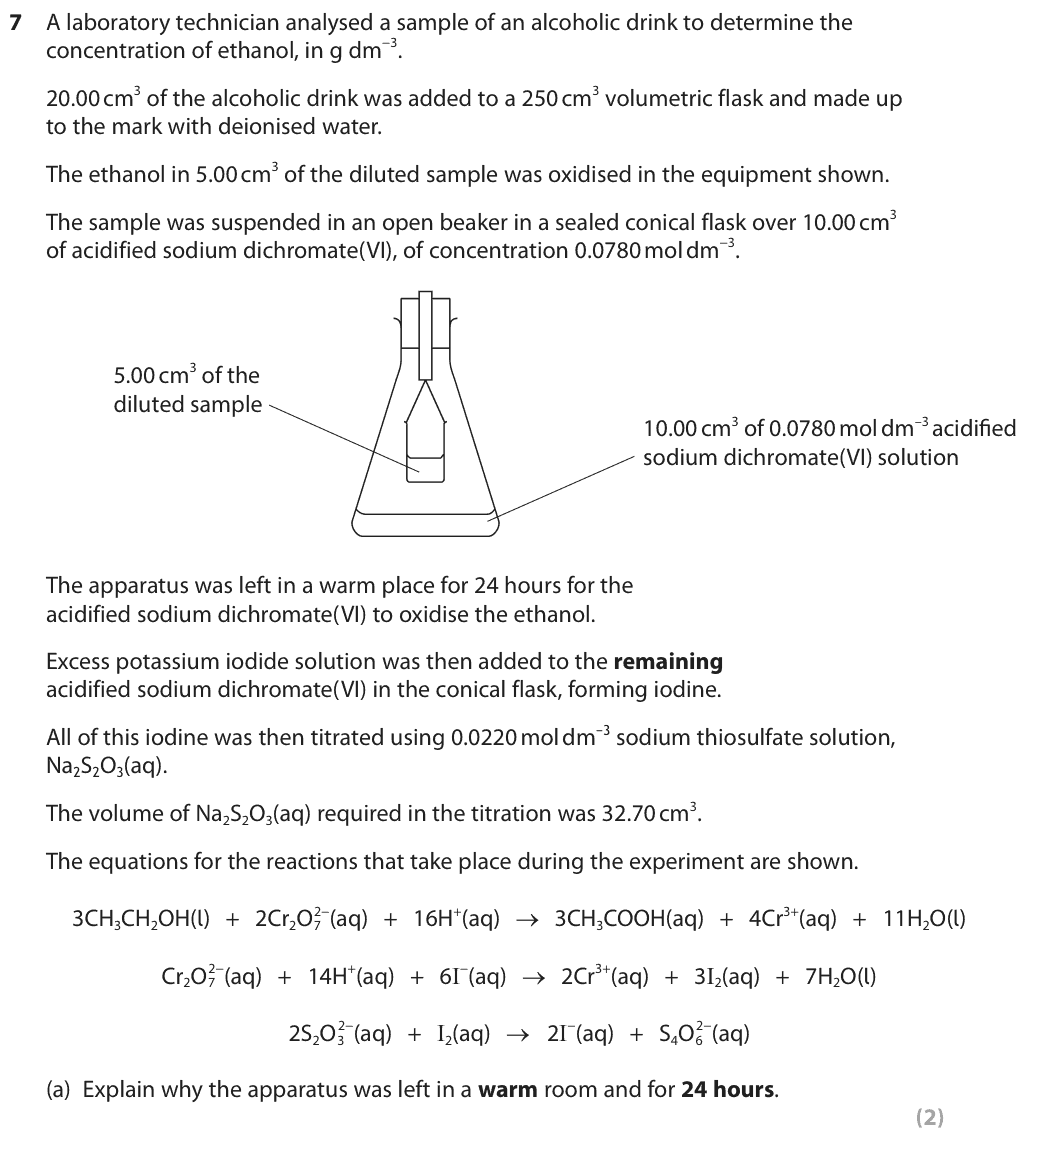 7 A laboratory technician analysed a sample of an alcoholic drink to determine the
concentration of ethanol, in g dm⁻³.
20.00 cm³ of the alcoholic drink was added to a 250 cm³ volumetric flask and made up
to the mark with deionised water.
The ethanol in 5.00 cm³ of the diluted sample was oxidised in the equipment shown.
The sample was suspended in an open beaker in a sealed conical flask over 10.00 cm³
of acidified sodium dichromate(VI), of concentration 0.0780 mol dm⁻³.
5.00 cm³ of the
diluted sample
10.00 cm³ of 0.0780 mol dm⁻³ acidified
sodium dichromate(VI) solution
The apparatus was left in a warm place for 24 hours for the
acidified sodium dichromate(VI) to oxidise the ethanol.
Excess potassium iodide solution was then added to the remaining
acidified sodium dichromate(VI) in the conical flask, forming iodine.
All of this iodine was then titrated using 0.0220 mol dm⁻³ sodium thiosulfate solution,
Na₂S₂O₃(aq).
The volume of Na₂S₂O₃(aq) required in the titration was 32.70 cm³.
The equations for the reactions that take place during the experiment are shown.
3CH₃CH₂OH(l) + 2Cr₂O₇²⁻(aq) + 16H⁺(aq) → 3CH₃COOH(aq) + 4Cr³⁺(aq) + 11H₂O(l)
Cr₂O₇²⁻(aq) + 14H⁺(aq) + 6I⁻(aq) → 2Cr³⁺(aq) + 3I₂(aq) + 7H₂O(l)
2S₂O₃²⁻(aq) + I₂(aq) → 2I⁻(aq) + S₄O₆²⁻(aq)
(a) Explain why the apparatus was left in a warm room and for 24 hours.
(2)